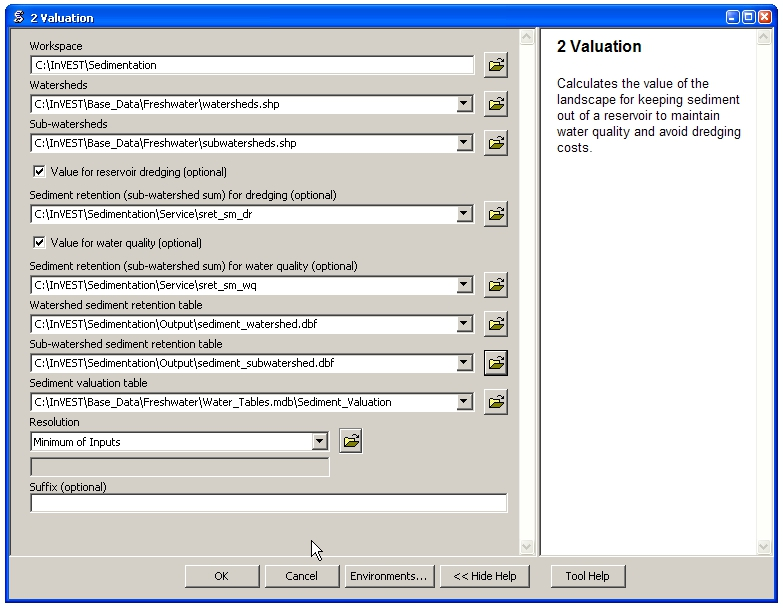 2 Valuation
Workspace
C:\InVEST\Sedimentation
Watersheds
C:\InVEST\Base_Data\Freshwater\watersheds.shp
Sub-watersheds
C:\InVEST\Base_Data\Freshwater\subwatersheds.shp
Value for reservoir dredging (optional)
Sediment retention (sub-watershed sum) for dredging (optional)
C:\InVEST\Sedimentation\Service\sret_sm_dr
Value for water quality (optional)
Sediment retention (sub-watershed sum) for water quality (optional)
C:\InVEST\Sedimentation\Service\sret_sm_wq
Watershed sediment retention table
C:\InVEST\Sedimentation\Output\sediment_watershed.dbf
Sub-watershed sediment retention table
C:\InVEST\Sedimentation\Output\sediment_subwatershed.dbf
Sediment valuation table
C:\InVEST\Base_Data\Freshwater\Water_Tables.mdb\Sediment_Valuation
Resolution
Minimum of Inputs
Suffix (optional)
2 Valuation
Calculates the value of the
landscape for keeping sediment
out of a reservoir to maintain
water quality and avoid dredging
costs.
OK
Cancel
Environments...
<< Hide Help
Tool Help